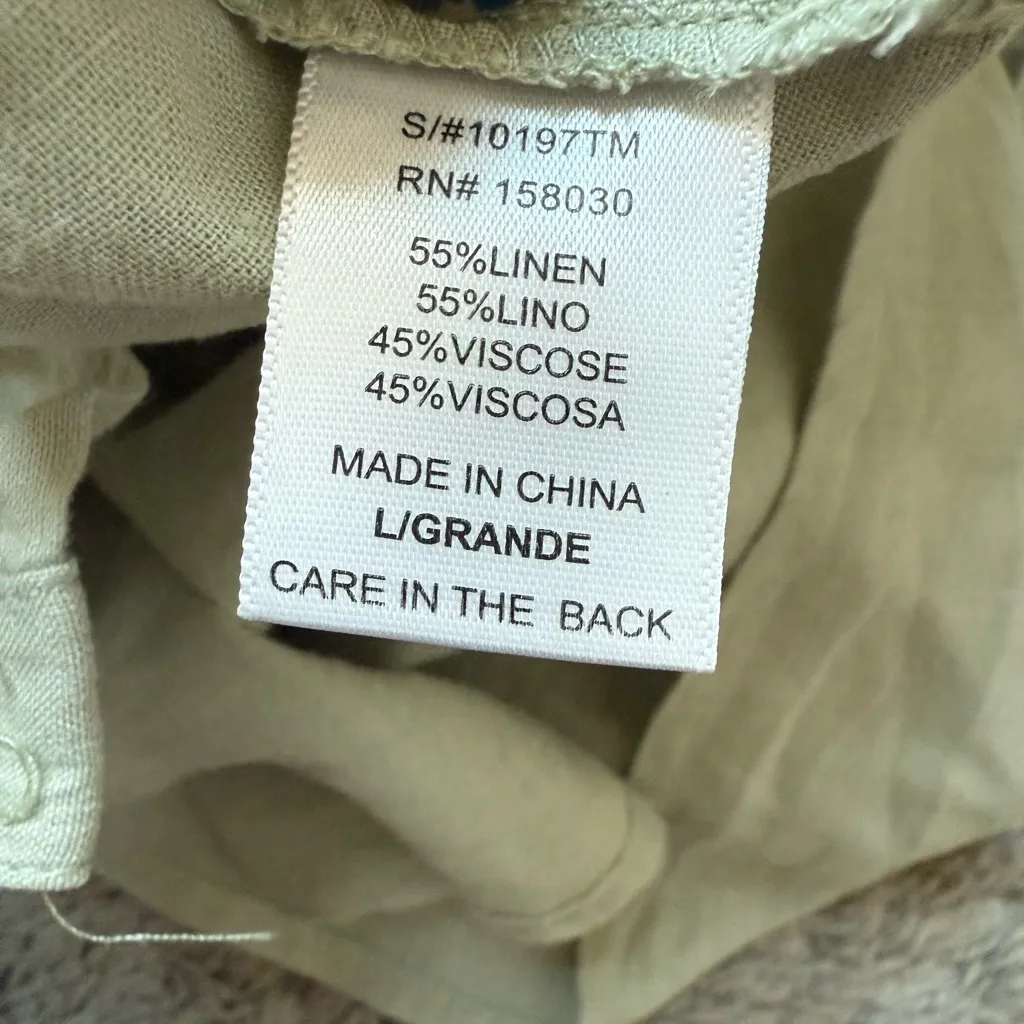 S/#10197TM
RN# 158030
55%LINEN
55%LINO
45%VISCOSE
45%VISCOSA
MADE IN CHINA
L/GRANDE
CARE IN THE BACK